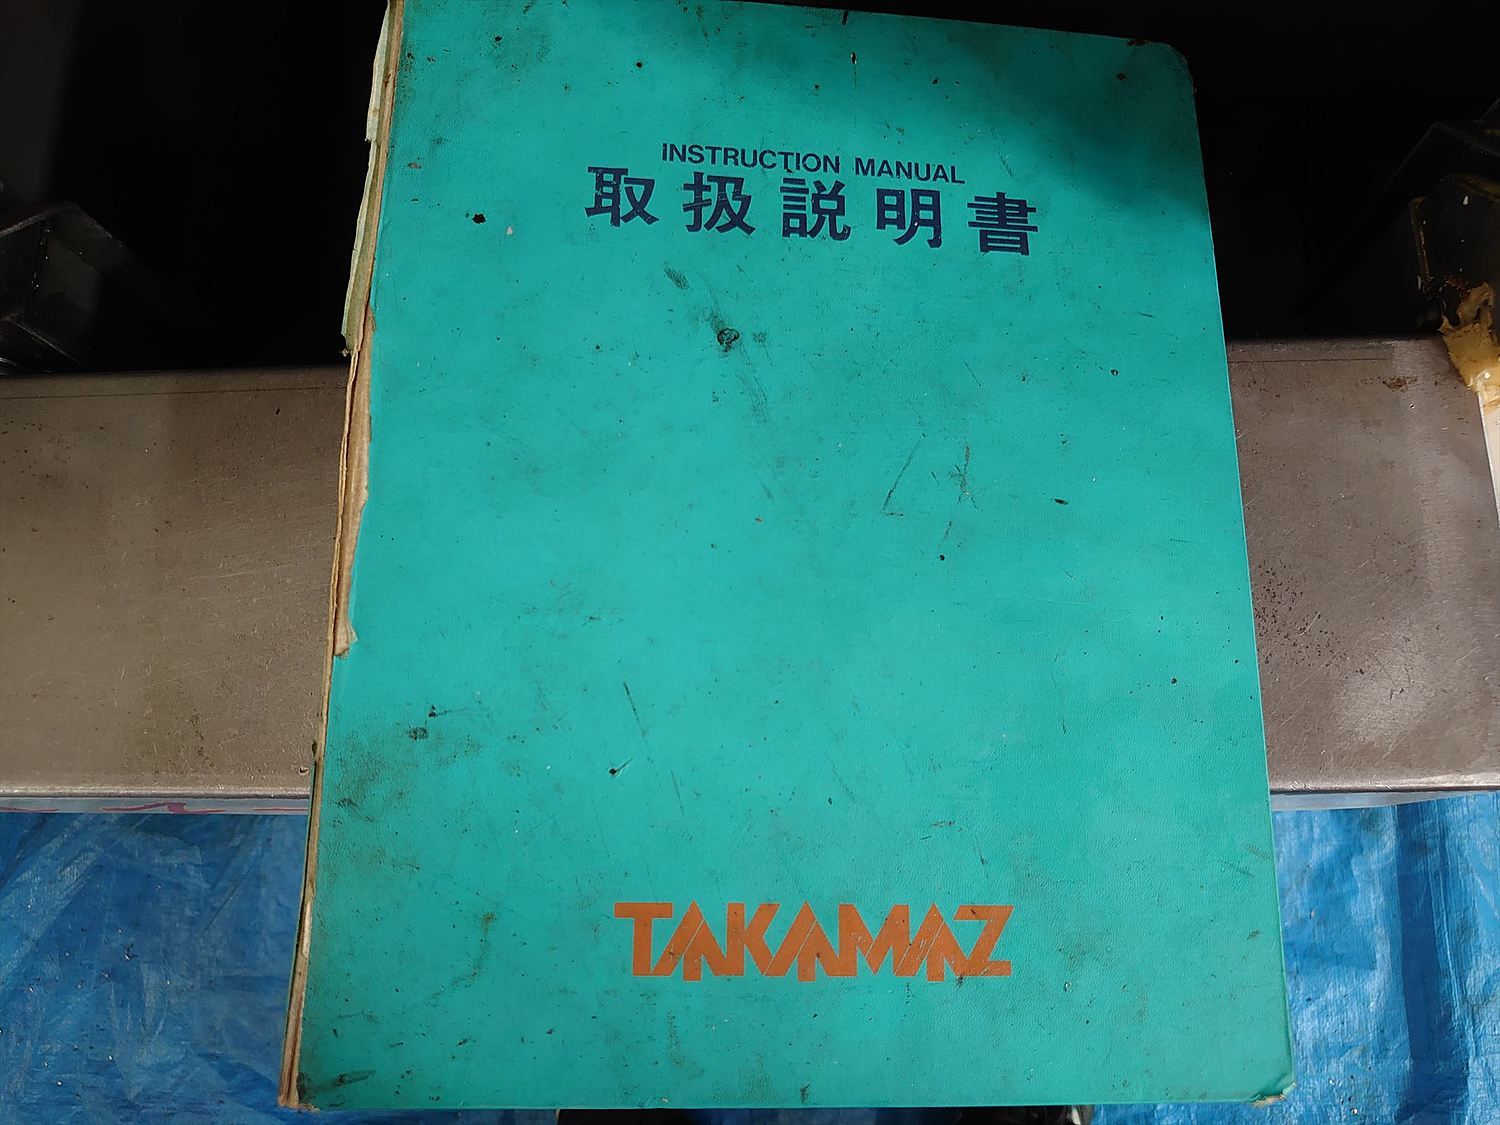 INSTRUCTION MANUAL
取扱説明書
TAKAMAZ